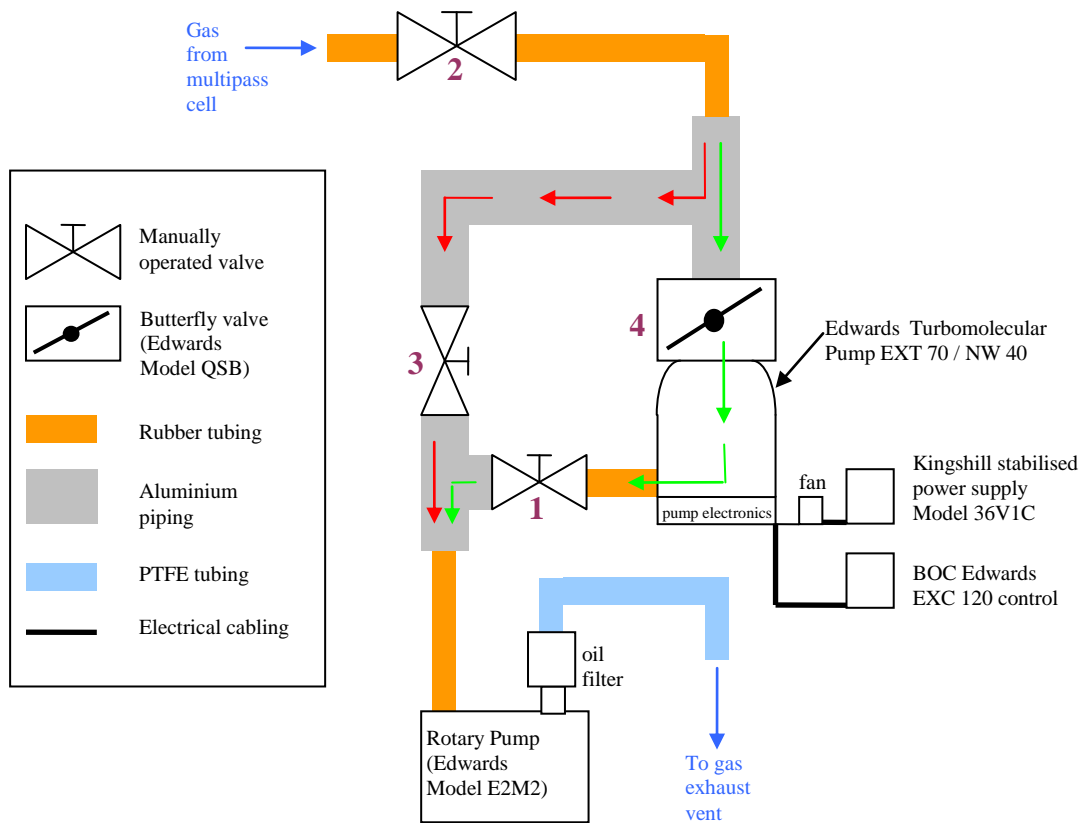 Gas
from
multipass
cell
2
Manually
operated valve
Butterfly valve
(Edwards
Model QSB)
Rubber tubing
Aluminium
piping
PTFE tubing
Electrical cabling
4
Edwards Turbomolecular
Pump EXT 70 / NW 40
3
1
pump electronics
fan
Kingshill stabilised
power supply
Model 36V1C
BOC Edwards
EXC 120 control
oil
filter
Rotary Pump
(Edwards
Model E2M2)
To gas
exhaust
vent